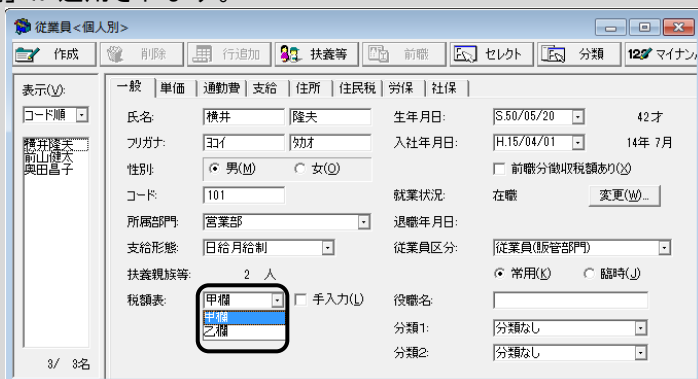 従業員<個人別>
作成 削除 行追加 扶養等 前職 セレクト 分類 マイナン
表示(V):
コード順
横井隆夫
前山健太
奥田昌子
3/ 3名
一般 単価 通勤費 支給 住所 住民税 労保 社保
氏名: 横井 隆夫 生年月日: S.50/05/20 42才
フリガナ: ﾖｺｲ ﾀｶｵ 入社年月日: H.15/04/01 14年 7月
性別: 男(M) 女(O) 前職分徴収税額あり(X)
コード: 101 就業状況: 在職 変更(W)...
所属部門: 営業部 退職年月日:
支給形態: 日給月給制 従業員区分: 従業員(販管部門)
扶養親族等: 2 人 常用(K) 臨時(J)
税額表: 甲欄 手入力(L) 役職名:
甲欄
乙欄
分類1: 分類なし
分類2: 分類なし